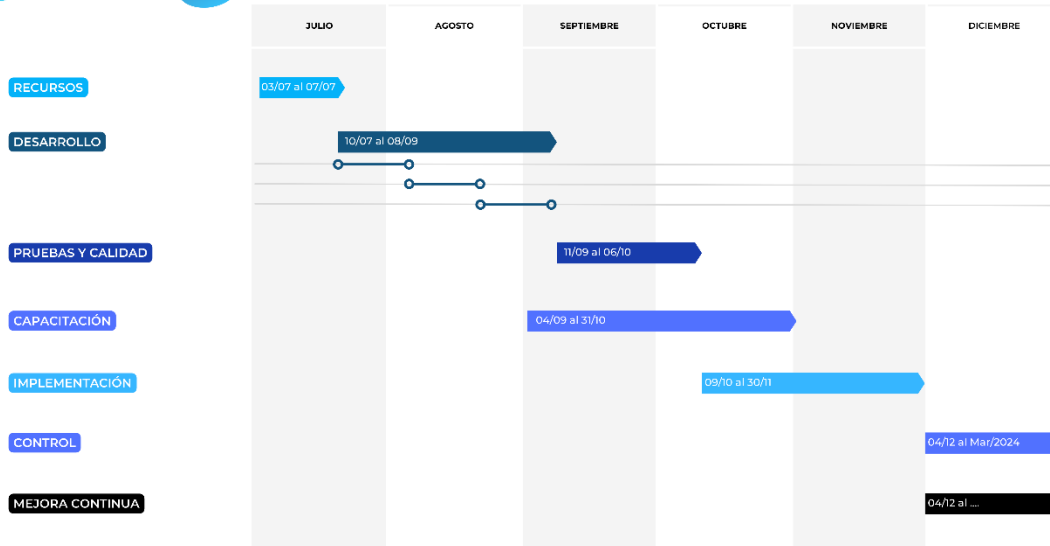 JULIO AGOSTO SEPTIEMBRE OCTUBRE NOVIEMBRE DICIEMBRE
RECURSOS 03/07 al 07/07
DESARROLLO 10/07 al 08/09
PRUEBAS Y CALIDAD 11/09 al 06/10
CAPACITACIÓN 04/09 al 31/10
IMPLEMENTACIÓN 09/10 al 30/11
CONTROL 04/12 al Mar/2024
MEJORA CONTINUA 04/12 al ....